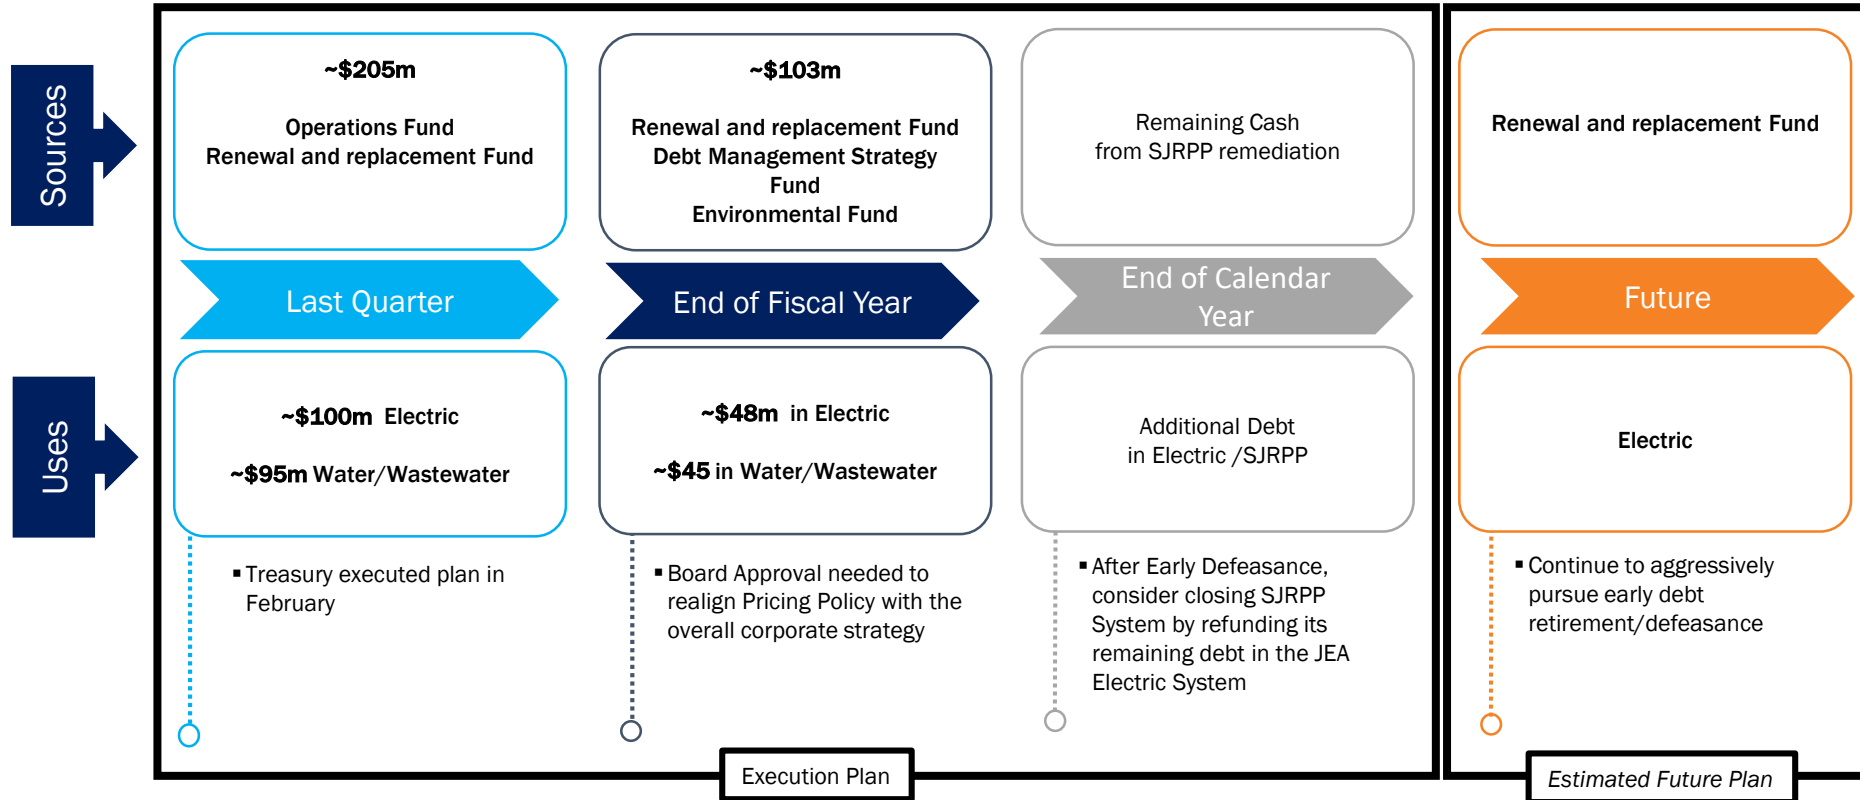 Sources
~$205m
Operations Fund
Renewal and replacement Fund
~$103m
Renewal and replacement Fund
Debt Management Strategy
Fund
Environmental Fund
Remaining Cash
from SJRPP remediation
Renewal and replacement Fund
Last Quarter
End of Fiscal Year
End of Calendar
Year
Future
Uses
~$100m Electric
~$95m Water/Wastewater
~$48m in Electric
~$45 in Water/Wastewater
Additional Debt
in Electric /SJRPP
Electric
▪ Treasury executed plan in
February
▪ Board Approval needed to
realign Pricing Policy with the
overall corporate strategy
▪ After Early Defeasance,
consider closing SJRPP
System by refunding its
remaining debt in the JEA
Electric System
▪ Continue to aggressively
pursue early debt
retirement/defeasance
Execution Plan
Estimated Future Plan